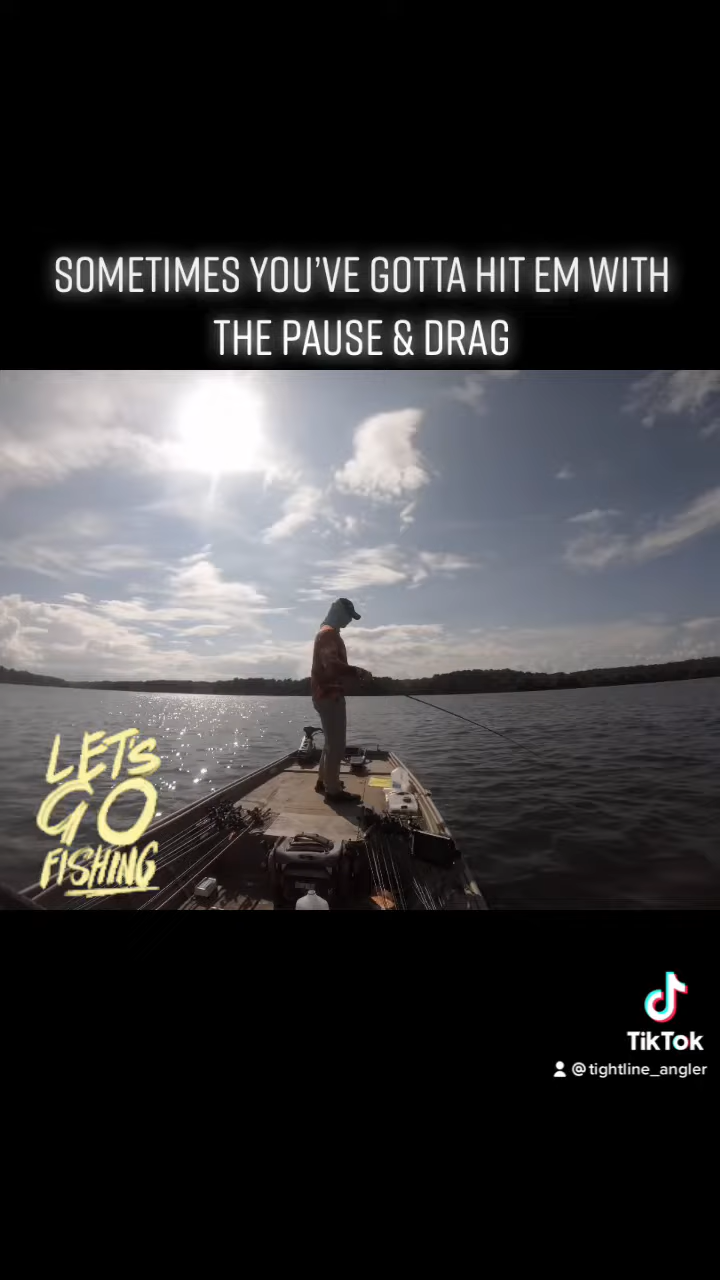 SOMETIMES YOU'VE GOTTA HIT EM WITH
THE PAUSE & DRAG
LET'S
GO
FISHING
TikTok
@tightline_angler